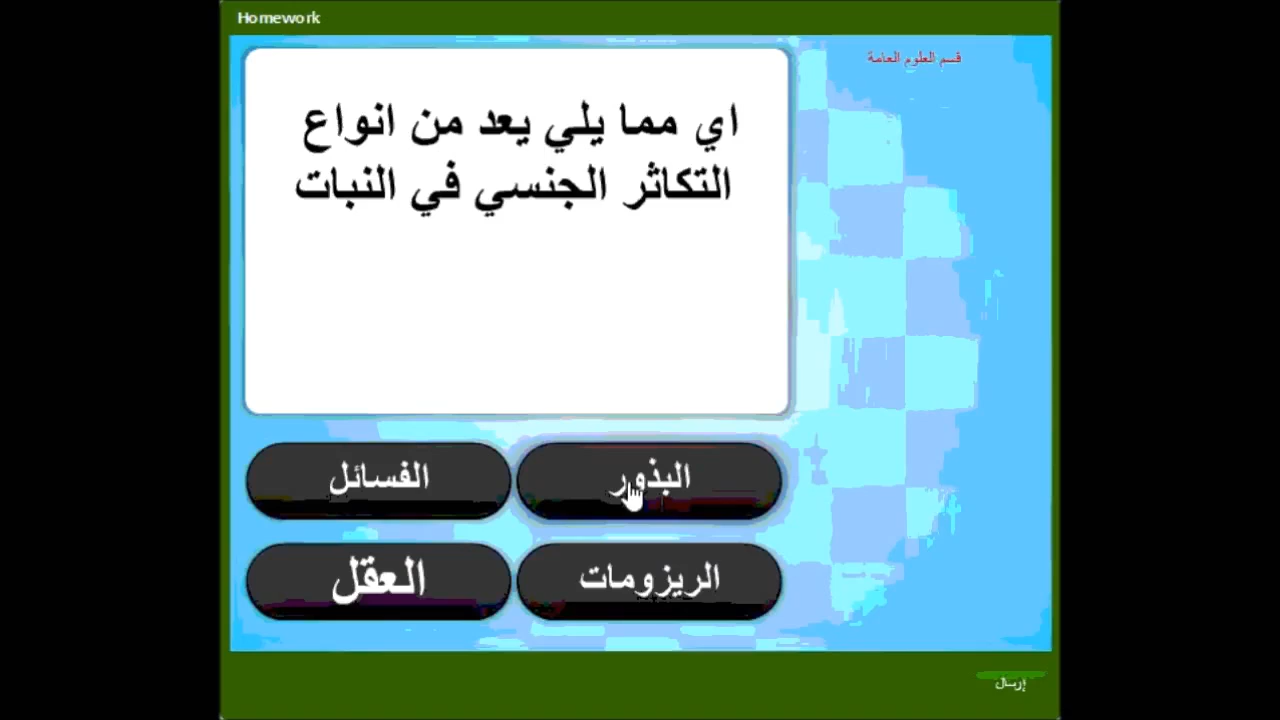 Homework
قسم العلوم العامة
اي مما يلي يعد من انواع
التكاثر الجنسي في النبات
البذور
الفسائل
الريزومات
العقل
إرسال